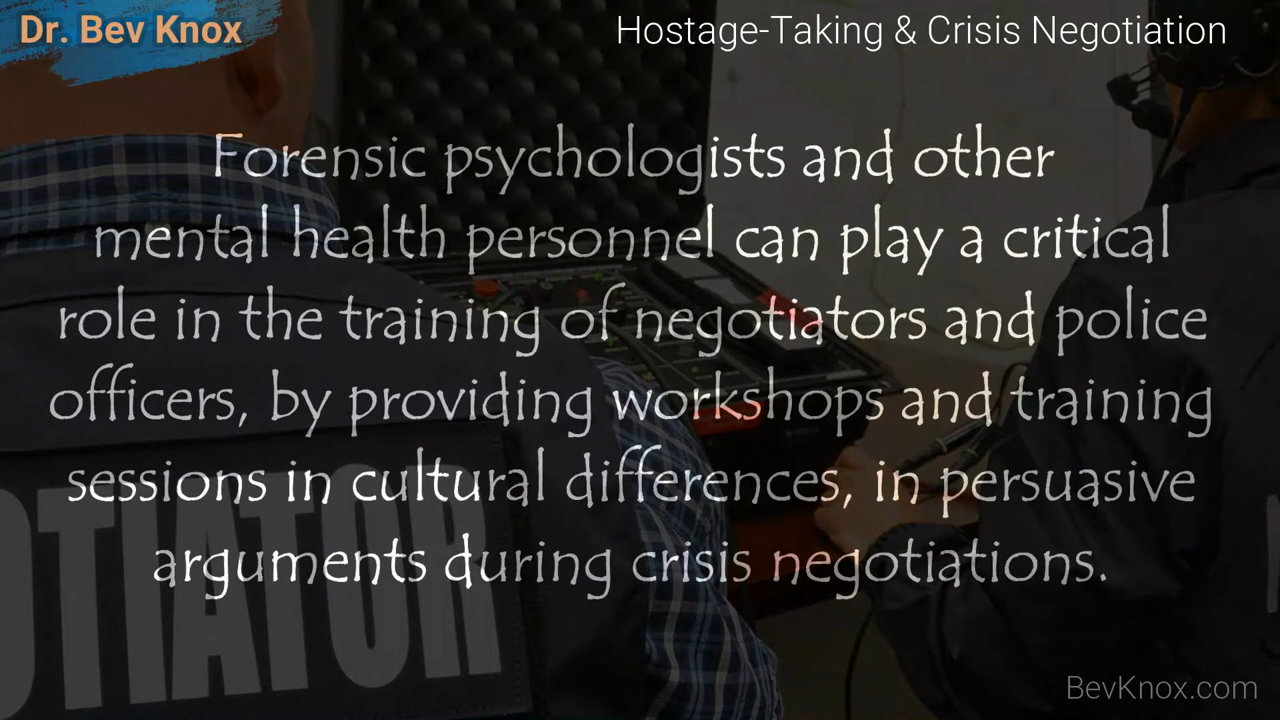 Dr. Bev Knox
Hostage-Taking & Crisis Negotiation
Forensic psychologists and other
mental health personnel can play a critical
role in the training of negotiators and police
officers, by providing workshops and training
sessions in cultural differences, in persuasive
arguments during crisis negotiations.
OTIATOR
BevKnox.com